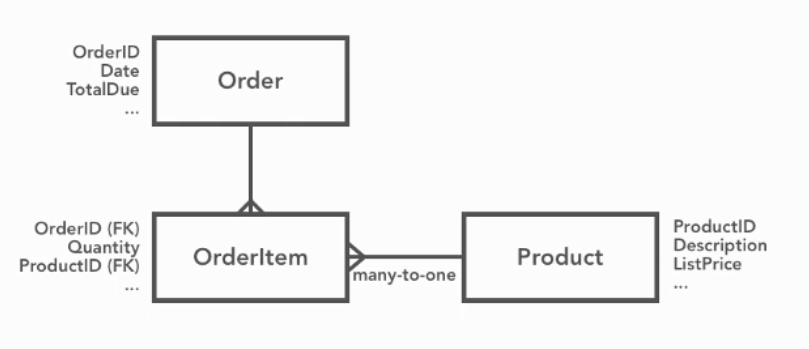 OrderID
Date
TotalDue
...
Order
OrderID (FK)
Quantity
ProductID (FK)
...
OrderItem
many-to-one
Product
ProductID
Description
ListPrice
...